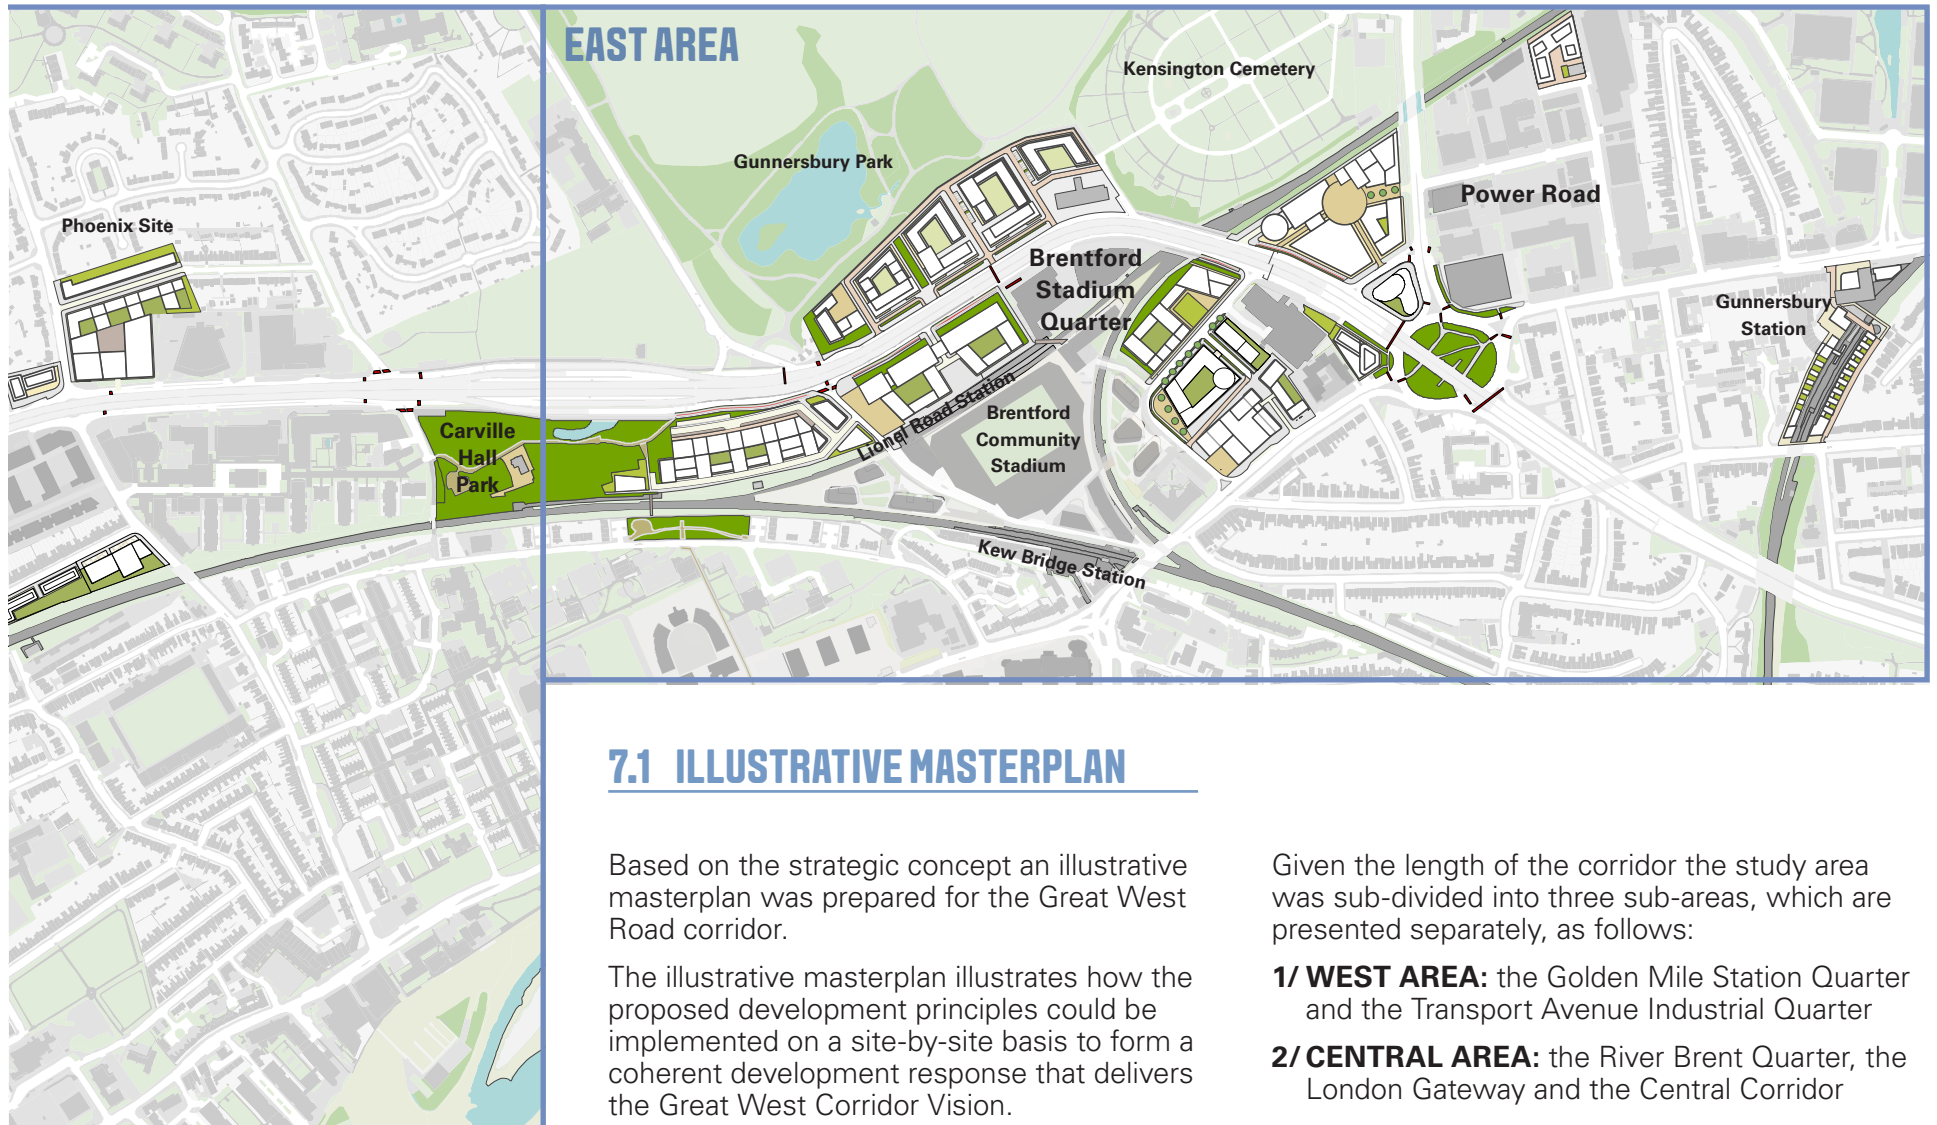 EAST AREA
Kensington Cemetery
Gunnersbury Park
Power Road
Phoenix Site
Brentford
Stadium
Quarter
Gunnersbury
Station
Lionel Road Station
Brentford
Community
Stadium
Carville
Hall
Park
Kew Bridge Station
7.1 ILLUSTRATIVE MASTERPLAN
Based on the strategic concept an illustrative
masterplan was prepared for the Great West
Road corridor.
The illustrative masterplan illustrates how the
proposed development principles could be
implemented on a site-by-site basis to form a
coherent development response that delivers
the Great West Corridor Vision.
Given the length of the corridor the study area
was sub-divided into three sub-areas, which are
presented separately, as follows:
1/ WEST AREA: the Golden Mile Station Quarter
and the Transport Avenue Industrial Quarter
2/ CENTRAL AREA: the River Brent Quarter, the
London Gateway and the Central Corridor